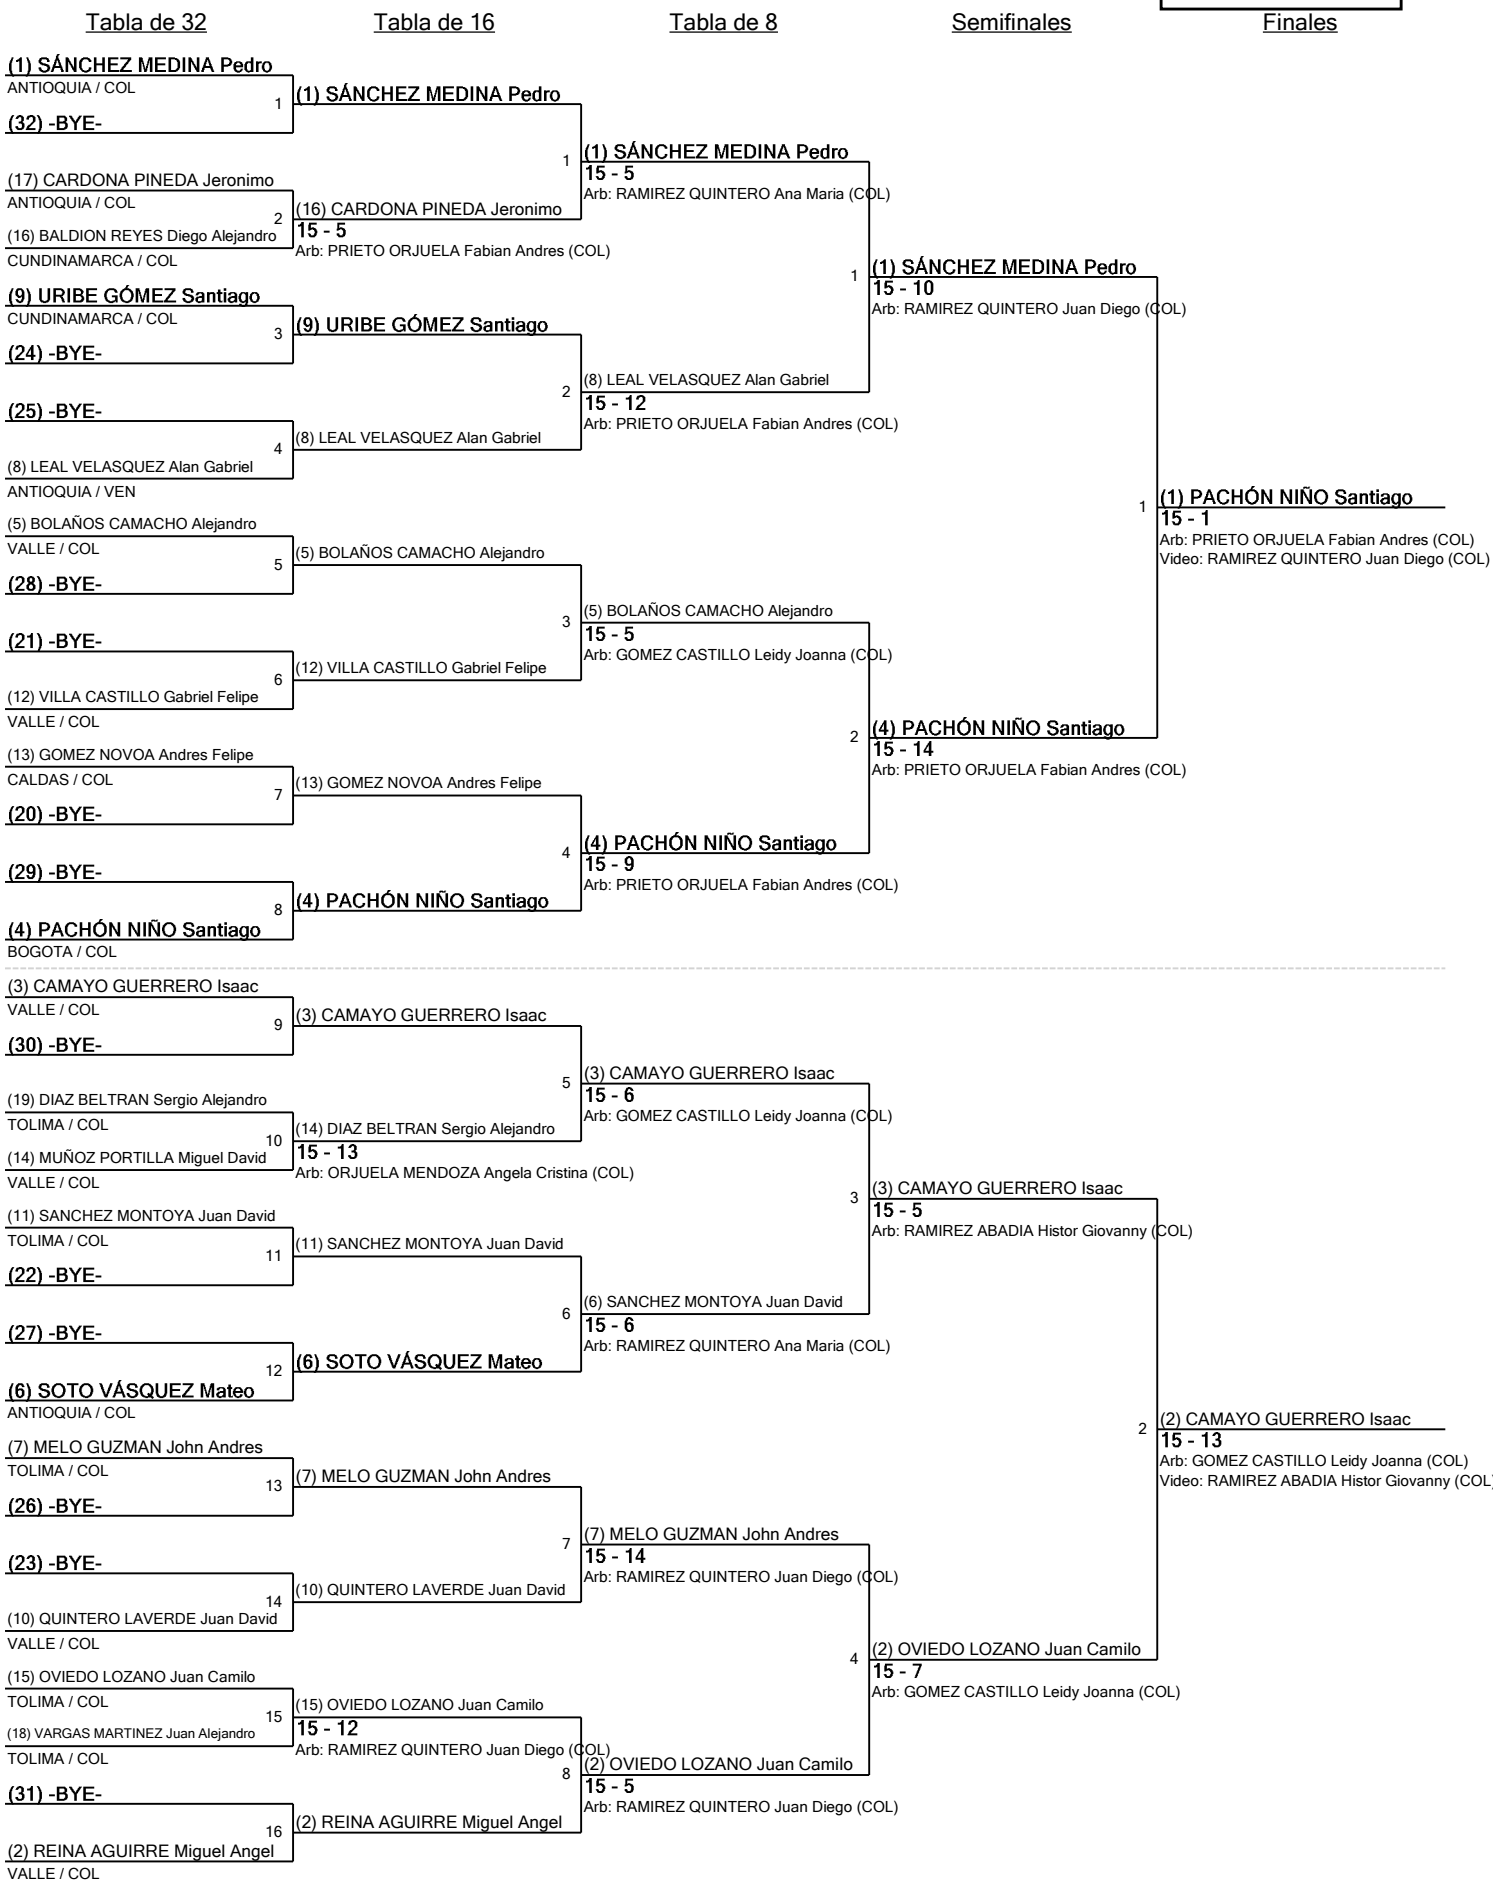 Tabla de 32
Tabla de 16
Tabla de 8
Semifinales
Finales
(1) SÁNCHEZ MEDINA Pedro
ANTIOQUIA / COL
1
(32) -BYE-
(17) CARDONA PINEDA Jeronimo
ANTIOQUIA / COL
2
(16) BALDION REYES Diego Alejandro
CUNDINAMARCA / COL
(9) URIBE GÓMEZ Santiago
CUNDINAMARCA / COL
3
(24) -BYE-
(25) -BYE-
4
(8) LEAL VELASQUEZ Alan Gabriel
ANTIOQUIA / VEN
(5) BOLAÑOS CAMACHO Alejandro
VALLE / COL
5
(28) -BYE-
(21) -BYE-
6
(12) VILLA CASTILLO Gabriel Felipe
VALLE / COL
(13) GOMEZ NOVOA Andres Felipe
CALDAS / COL
7
(20) -BYE-
(29) -BYE-
8
(4) PACHÓN NIÑO Santiago
BOGOTA / COL
(3) CAMAYO GUERRERO Isaac
VALLE / COL
9
(30) -BYE-
(19) DIAZ BELTRAN Sergio Alejandro
TOLIMA / COL
10
(14) MUÑOZ PORTILLA Miguel David
VALLE / COL
(11) SANCHEZ MONTOYA Juan David
TOLIMA / COL
11
(22) -BYE-
(27) -BYE-
12
(6) SOTO VÁSQUEZ Mateo
ANTIOQUIA / COL
(7) MELO GUZMAN John Andres
TOLIMA / COL
13
(26) -BYE-
(23) -BYE-
14
(10) QUINTERO LAVERDE Juan David
VALLE / COL
(15) OVIEDO LOZANO Juan Camilo
TOLIMA / COL
15
(18) VARGAS MARTINEZ Juan Alejandro
TOLIMA / COL
(31) -BYE-
16
(2) REINA AGUIRRE Miguel Angel
VALLE / COL
(1) SÁNCHEZ MEDINA Pedro
1
(16) CARDONA PINEDA Jeronimo
15 - 5
Arb: PRIETO ORJUELA Fabian Andres (COL)
(9) URIBE GÓMEZ Santiago
2
(8) LEAL VELASQUEZ Alan Gabriel
(5) BOLAÑOS CAMACHO Alejandro
3
(12) VILLA CASTILLO Gabriel Felipe
(13) GOMEZ NOVOA Andres Felipe
4
(4) PACHÓN NIÑO Santiago
(3) CAMAYO GUERRERO Isaac
5
(14) DIAZ BELTRAN Sergio Alejandro
15 - 13
Arb: ORJUELA MENDOZA Angela Cristina (COL)
(11) SANCHEZ MONTOYA Juan David
6
(6) SOTO VÁSQUEZ Mateo
(7) MELO GUZMAN John Andres
7
(10) QUINTERO LAVERDE Juan David
(15) OVIEDO LOZANO Juan Camilo
15 - 12
Arb: RAMIREZ QUINTERO Juan Diego (COL)
8
(2) REINA AGUIRRE Miguel Angel
(1) SÁNCHEZ MEDINA Pedro
15 - 5
Arb: RAMIREZ QUINTERO Ana Maria (COL)
1
(8) LEAL VELASQUEZ Alan Gabriel
15 - 12
Arb: PRIETO ORJUELA Fabian Andres (COL)
(5) BOLAÑOS CAMACHO Alejandro
15 - 5
Arb: GOMEZ CASTILLO Leidy Joanna (COL)
2
(4) PACHÓN NIÑO Santiago
15 - 9
Arb: PRIETO ORJUELA Fabian Andres (COL)
(3) CAMAYO GUERRERO Isaac
15 - 6
Arb: GOMEZ CASTILLO Leidy Joanna (COL)
3
(6) SANCHEZ MONTOYA Juan David
15 - 6
Arb: RAMIREZ QUINTERO Ana Maria (COL)
(7) MELO GUZMAN John Andres
15 - 14
Arb: RAMIREZ QUINTERO Juan Diego (COL)
4
(2) OVIEDO LOZANO Juan Camilo
15 - 5
Arb: RAMIREZ QUINTERO Juan Diego (COL)
(1) SÁNCHEZ MEDINA Pedro
15 - 10
Arb: RAMIREZ QUINTERO Juan Diego (COL)
1
(4) PACHÓN NIÑO Santiago
15 - 14
Arb: PRIETO ORJUELA Fabian Andres (COL)
(3) CAMAYO GUERRERO Isaac
15 - 5
Arb: RAMIREZ ABADIA Histor Giovanny (COL)
2
(2) OVIEDO LOZANO Juan Camilo
15 - 7
Arb: GOMEZ CASTILLO Leidy Joanna (COL)
(1) PACHÓN NIÑO Santiago
15 - 1
Arb: PRIETO ORJUELA Fabian Andres (COL)
Video: RAMIREZ QUINTERO Juan Diego (COL)
(2) CAMAYO GUERRERO Isaac
15 - 13
Arb: GOMEZ CASTILLO Leidy Joanna (COL)
Video: RAMIREZ ABADIA Histor Giovanny (COL)